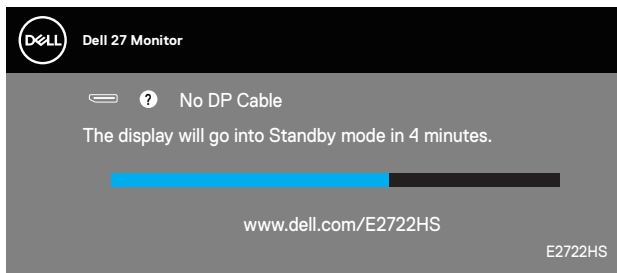 DELL
Dell 27 Monitor
? No DP Cable
The display will go into Standby mode in 4 minutes.
www.dell.com/E2722HS
E2722HS